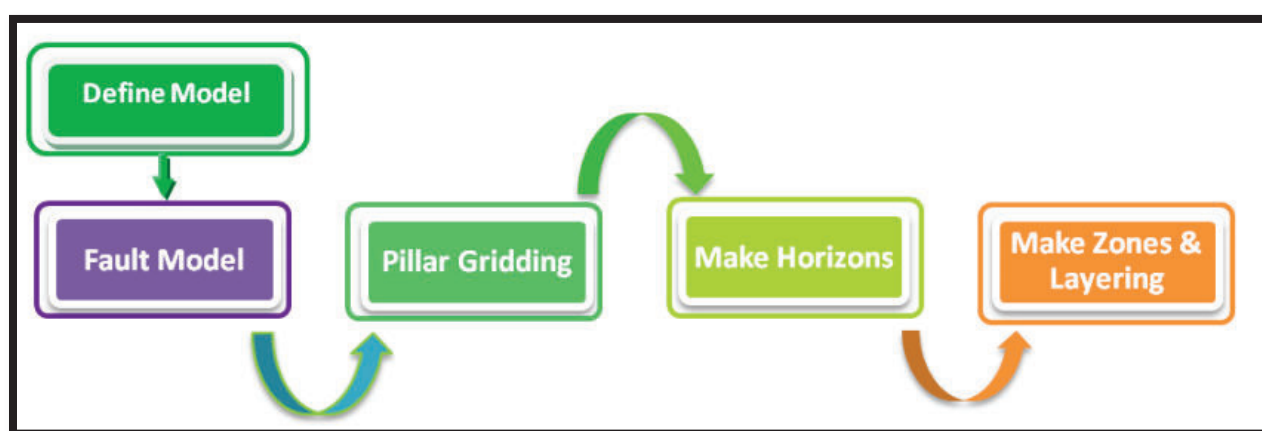 Define Model
Fault Model
Pillar Gridding
Make Horizons
Make Zones &
Layering